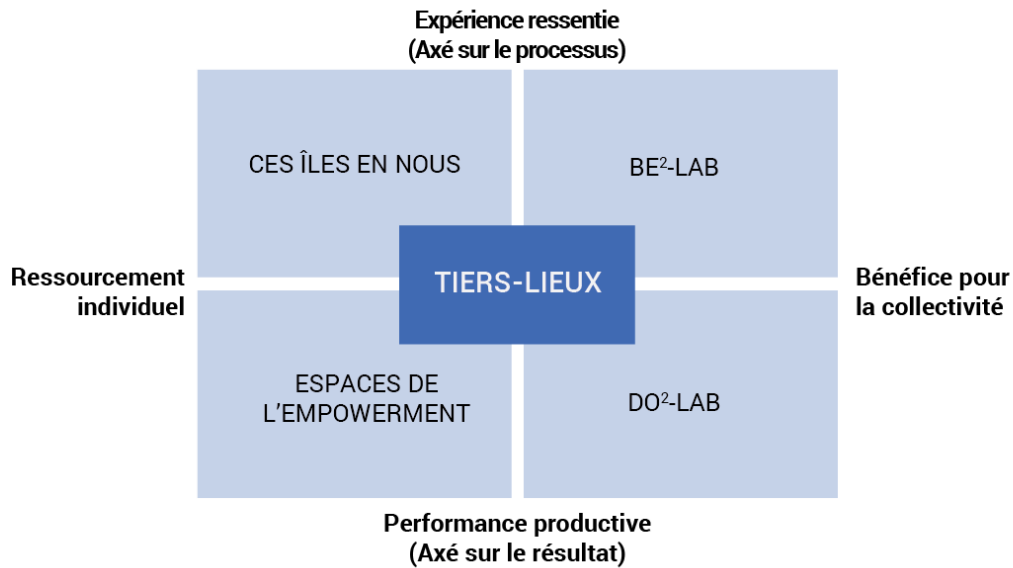 Expérience ressentie
(Axé sur le processus)
CES ÎLES EN NOUS
BE²-LAB
Ressourcement
individuel
TIERS-LIEUX
Bénéfice pour
la collectivité
ESPACES DE
L'EMPOWERMENT
DO²-LAB
Performance productive
(Axé sur le résultat)